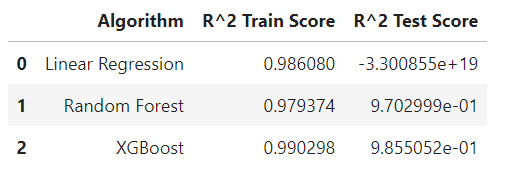 Algorithm R^2 Train Score R^2 Test Score
0 Linear Regression 0.986080 -3.300855e+19
1 Random Forest 0.979374 9.702999e-01
2 XGBoost 0.990298 9.855052e-01